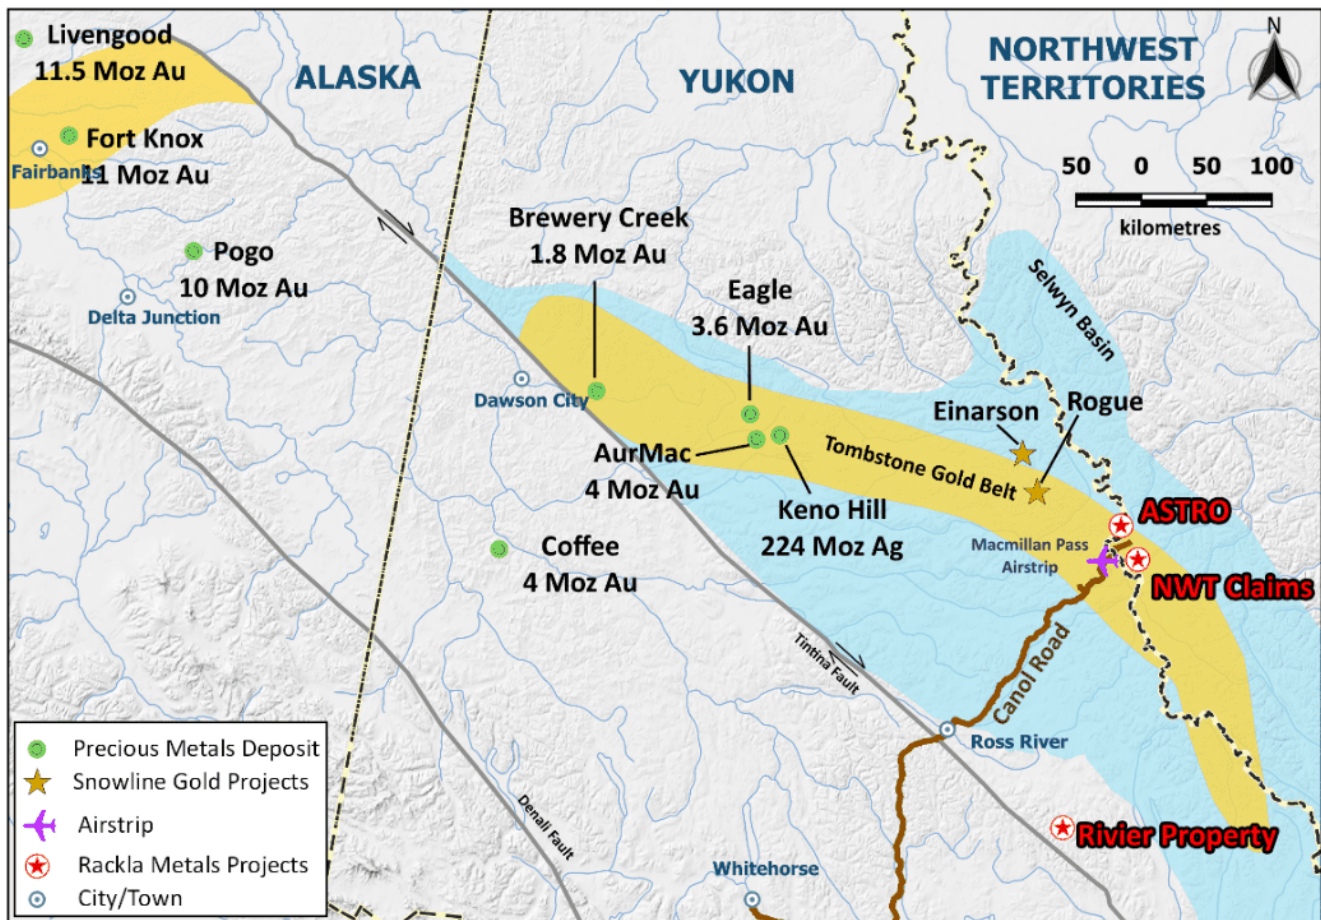 Livengood
11.5 Moz Au
ALASKA
YUKON
NORTHWEST
TERRITORIES
N
Fort Knox
11 Moz Au
Fairbanks
50 0 50 100
kilometres
Brewery Creek
1.8 Moz Au
Pogo
10 Moz Au
Delta Junction
Eagle
3.6 Moz Au
Selwyn Basin
Dawson City
Einarson
Rogue
AurMac
4 Moz Au
Tombstone Gold Belt
Keno Hill
224 Moz Ag
ASTRO
Macmillan Pass
Airstrip
NWT Claims
Coffee
4 Moz Au
Tintina Fault
Canol Road
Ross River
Denali Fault
Rivier Property
Whitehorse
Precious Metals Deposit
Snowline Gold Projects
Airstrip
Rackla Metals Projects
City/Town